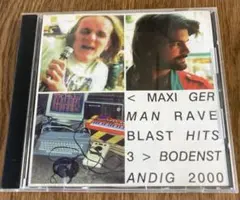 < MAXI GER
MAN RAVE
BLAST HITS
3 > BODENST
ANDIG 2000